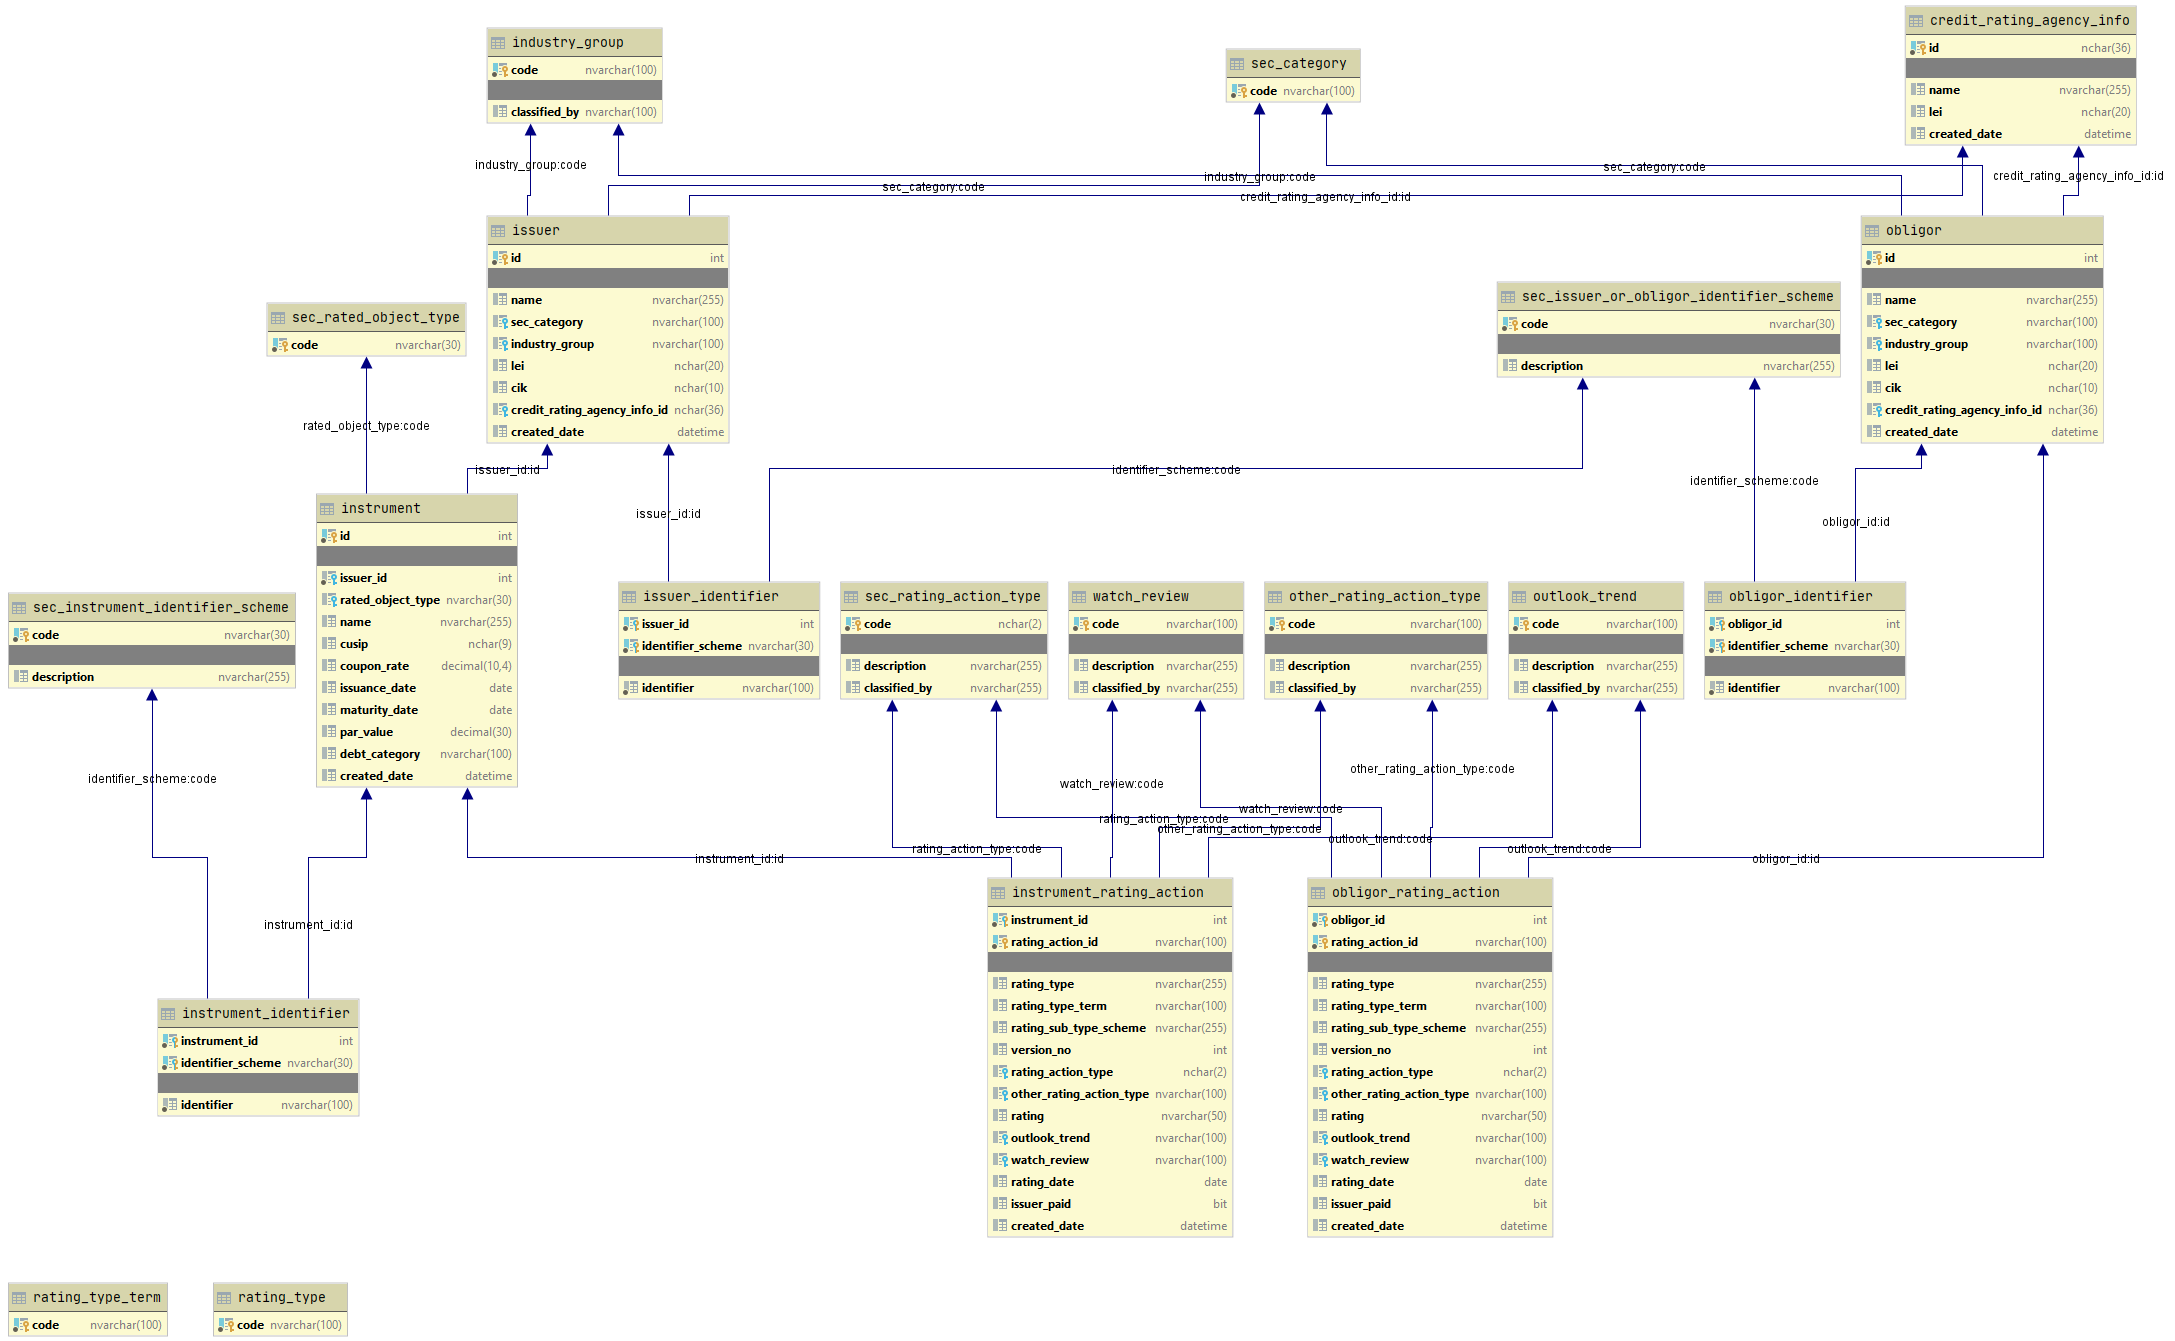 industry_group
code nvarchar(100)
classified_by nvarchar(100)
sec_category
code nvarchar(100)
credit_rating_agency_info
id nchar(36)
name nvarchar(255)
lei nchar(20)
created_date datetime
industry_group:code
sec_category:code
industry_group:code
credit_rating_agency_info_id:id
sec_category:code
credit_rating_agency_info_id:id
issuer
id int
name nvarchar(255)
sec_category nvarchar(100)
industry_group nvarchar(100)
lei nchar(20)
cik nchar(10)
credit_rating_agency_info_id nchar(36)
created_date datetime
obligor
id int
name nvarchar(255)
sec_category nvarchar(100)
industry_group nvarchar(100)
lei nchar(20)
cik nchar(10)
credit_rating_agency_info_id nchar(36)
created_date datetime
sec_rated_object_type
code nvarchar(30)
sec_issuer_or_obligor_identifier_scheme
code nvarchar(30)
description nvarchar(255)
rated_object_type:code
issuer_id:id
issuer_id:id
identifier_scheme:code
identifier_scheme:code
obligor_id:id
instrument
id int
issuer_id int
rated_object_type nvarchar(30)
name nvarchar(255)
cusip nchar(9)
coupon_rate decimal(10,4)
issuance_date date
maturity_date date
par_value decimal(30)
debt_category nvarchar(100)
created_date datetime
sec_instrument_identifier_scheme
code nvarchar(30)
description nvarchar(255)
issuer_identifier
issuer_id int
identifier_scheme nvarchar(30)
identifier nvarchar(100)
sec_rating_action_type
code nchar(2)
description nvarchar(255)
classified_by nvarchar(255)
watch_review
code nvarchar(100)
description nvarchar(255)
classified_by nvarchar(255)
other_rating_action_type
code nvarchar(100)
description nvarchar(255)
classified_by nvarchar(255)
outlook_trend
code nvarchar(100)
description nvarchar(255)
classified_by nvarchar(255)
obligor_identifier
obligor_id int
identifier_scheme nvarchar(30)
identifier nvarchar(100)
identifier_scheme:code
instrument_id:id
instrument_id:id
rating_action_type:code
watch_review:code
rating_action_type:code
other_rating_action_type:code
watch_review:code
other_rating_action_type:code
outlook_trend:code
outlook_trend:code
obligor_id:id
instrument_rating_action
instrument_id int
rating_action_id nvarchar(100)
rating_type nvarchar(255)
rating_type_term nvarchar(100)
rating_sub_type_scheme nvarchar(255)
version_no int
rating_action_type nchar(2)
other_rating_action_type nvarchar(100)
rating nvarchar(50)
outlook_trend nvarchar(100)
watch_review nvarchar(100)
rating_date date
issuer_paid bit
created_date datetime
obligor_rating_action
obligor_id int
rating_action_id nvarchar(100)
rating_type nvarchar(255)
rating_type_term nvarchar(100)
rating_sub_type_scheme nvarchar(255)
version_no int
rating_action_type nchar(2)
other_rating_action_type nvarchar(100)
rating nvarchar(50)
outlook_trend nvarchar(100)
watch_review nvarchar(100)
rating_date date
issuer_paid bit
created_date datetime
instrument_identifier
instrument_id int
identifier_scheme nvarchar(30)
identifier nvarchar(100)
rating_type_term
code nvarchar(100)
rating_type
code nvarchar(100)